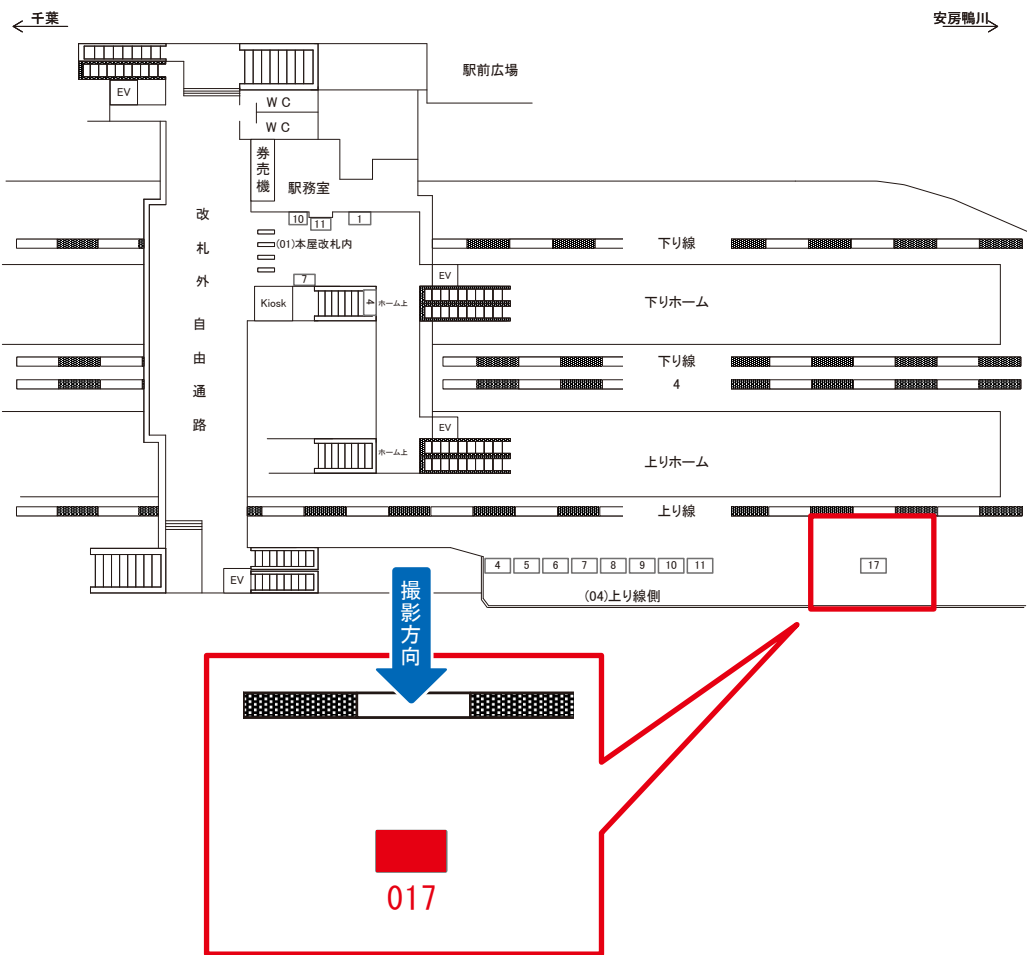 千葉
安房鴨川
駅前広場
EV
WC
WC
券売機
駅務室
10
11
1
改札外自由通路
(01)本屋改札内
下り線
7
EV
Kiosk
4
ホーム上
下りホーム
下り線
4
EV
ホーム上
上りホーム
上り線
EV
4
5
6
7
8
9
10
11
17
(04)上り線側
撮影方向
017